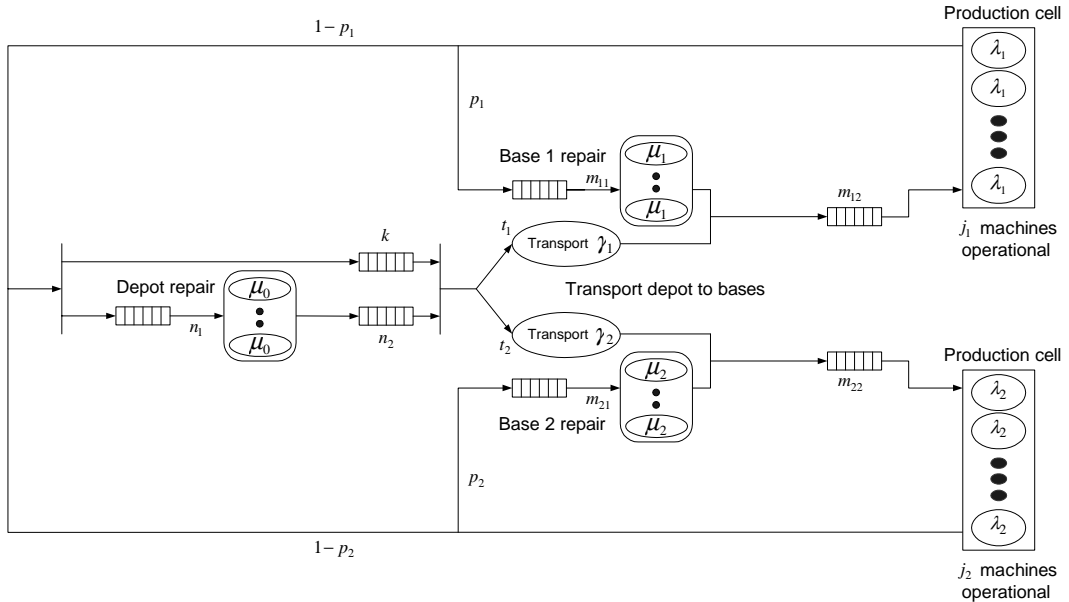 Production cell
1− p₁
λ₁
λ₁
p₁
Base 1 repair
μ₁
m₁₁
μ₁
λ₁
m₁₂
t₁
Transport γ₁
j₁ machines
operational
k
Depot repair
μ₀
Transport depot to bases
n₁
μ₀
n₂
t₂
Transport γ₂
Production cell
μ₂
m₂₂
λ₂
m₂₁
Base 2 repair
μ₂
λ₂
p₂
λ₂
1− p₂
j₂ machines
operational